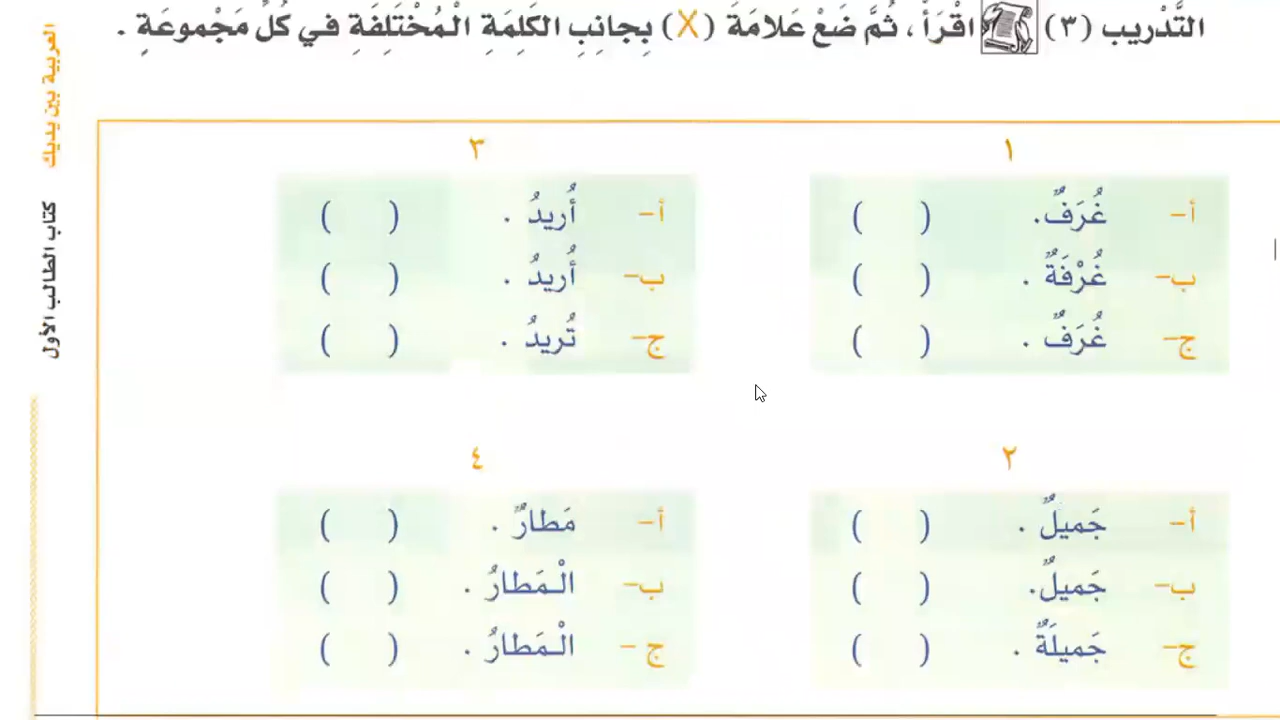 التَّدْريب (٣) اقْرَأْ ، ثُمَّ ضَعْ عَلامَةَ (X) بِجانِبِ الكَلِمَةِ الْمُخْتَلِفَةِ في كُلِّ مَجْموعَةٍ .
١
أ- غُرَفٌ. ( )
ب- غُرْفَةٌ . ( )
ج- غُرَفٌ . ( )
٢
أ- جَميلٌ . ( )
ب- جَميلٌ. ( )
ج- جَميلَةٌ . ( )
٣
أ- أُريدُ . ( )
ب- أُريدُ . ( )
ج- تُريدُ . ( )
٤
أ- مَطارٌ . ( )
ب- الْمَطارُ . ( )
ج - الْمَطارُ . ( )
العربية بين يديك
كتاب الطالب الأول